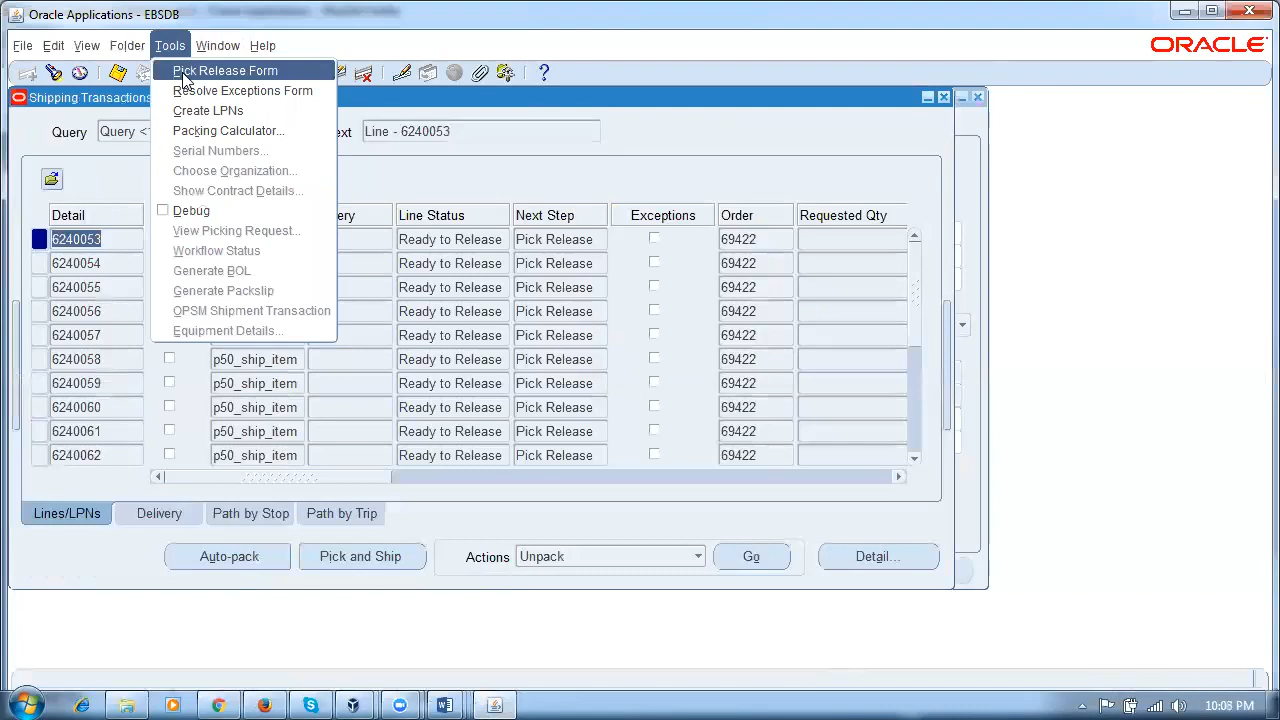 Oracle Applications - EBSDB
File Edit View Folder Tools Window Help
ORACLE
Pick Release Form
Resolve Exceptions Form
Create LPNs
Packing Calculator...
Serial Numbers...
Choose Organization...
Show Contract Details...
Debug
View Picking Request...
Workflow Status
Generate BOL
Generate Packslip
OPSM Shipment Transaction
Equipment Details...
Shipping Transactions
Query Query < Line - 6240053
Detail Line Status Next Step Exceptions Order Requested Qty
6240053 Ready to Release Pick Release 69422
6240054 Ready to Release Pick Release 69422
6240055 Ready to Release Pick Release 69422
6240056 Ready to Release Pick Release 69422
6240057 Ready to Release Pick Release 69422
6240058 p50_ship_item Ready to Release Pick Release 69422
6240059 p50_ship_item Ready to Release Pick Release 69422
6240060 p50_ship_item Ready to Release Pick Release 69422
6240061 p50_ship_item Ready to Release Pick Release 69422
6240062 p50_ship_item Ready to Release Pick Release 69422
Lines/LPNs Delivery Path by Stop Path by Trip
Auto-pack Pick and Ship Actions Unpack Go Detail...
10:03 PM